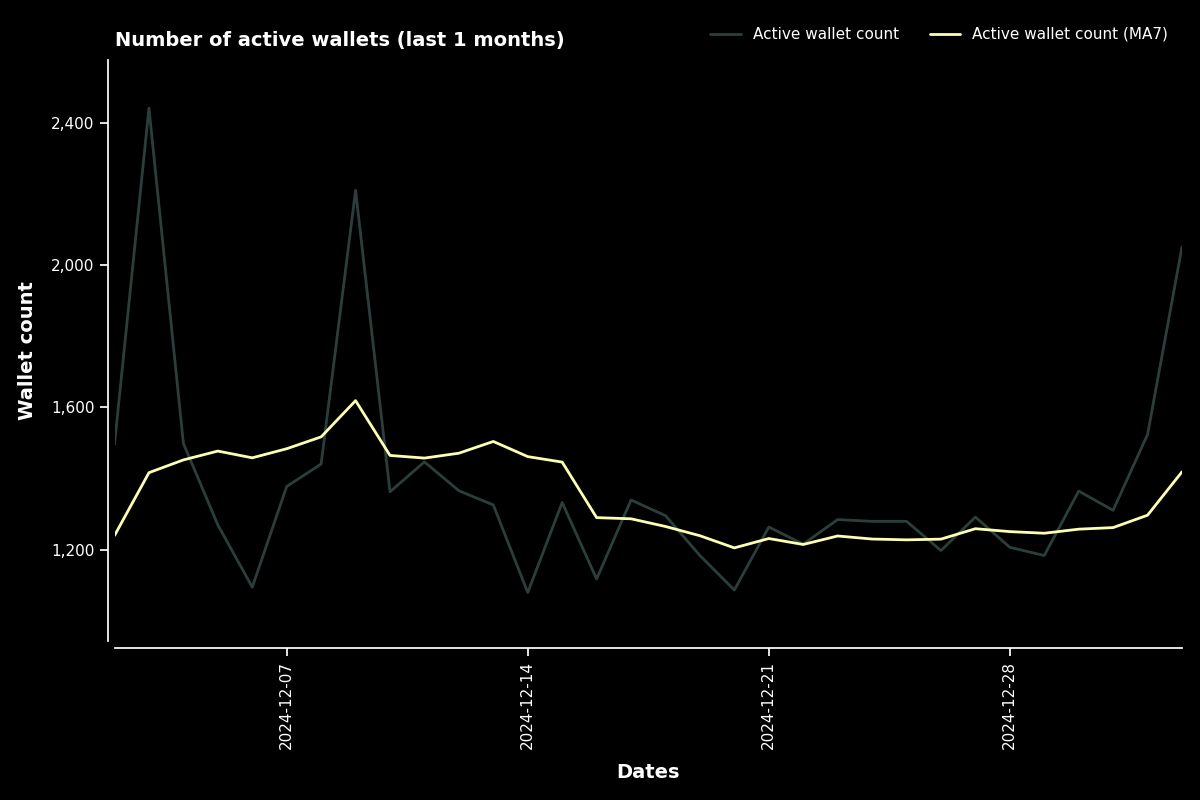 Number of active wallets (last 1 months)
Active wallet count
Active wallet count (MA7)
2,400
2,000
1,600
1,200
Wallet count
2024-12-07
2024-12-14
2024-12-21
2024-12-28
Dates